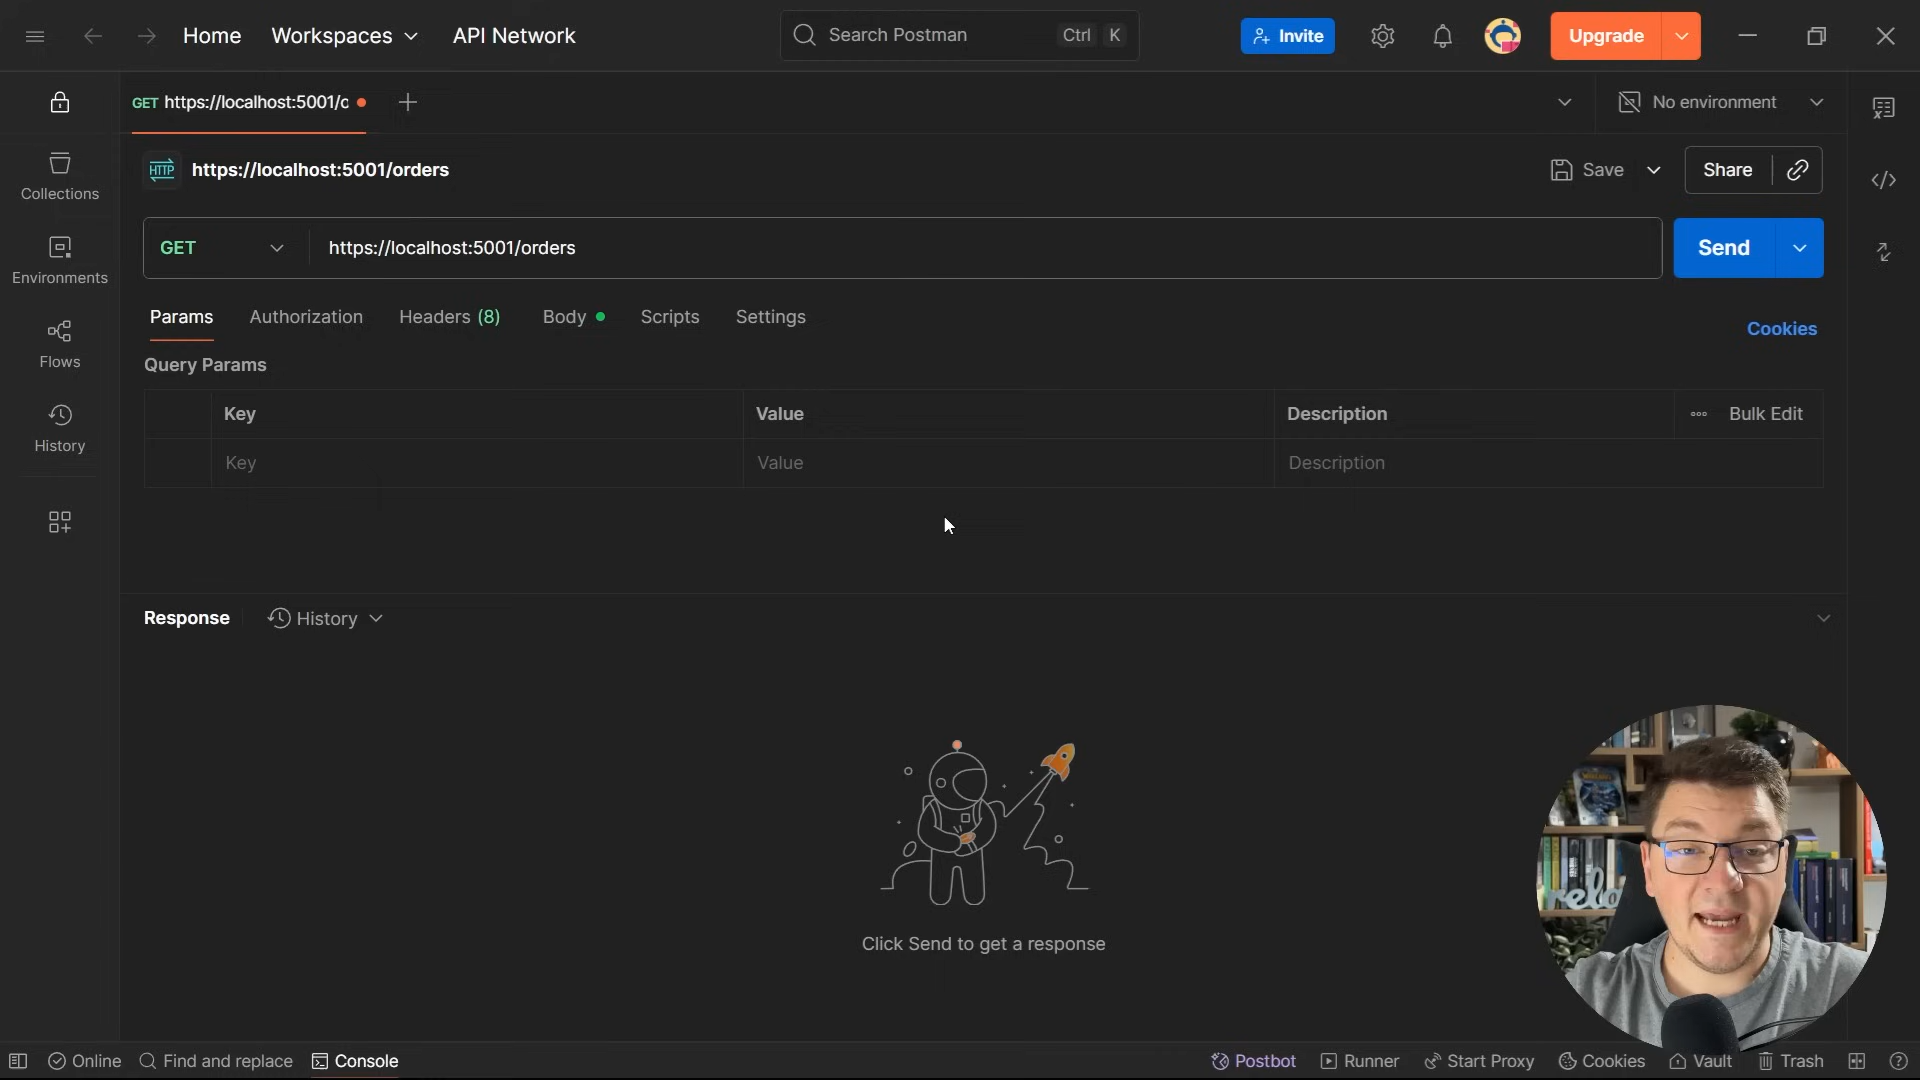 Home Workspaces API Network Search Postman Ctrl K Invite Upgrade
GET https://localhost:5001/o No environment
HTTP https://localhost:5001/orders Save Share
Collections
GET https://localhost:5001/orders Send
Environments
Params Authorization Headers (8) Body Scripts Settings Cookies
Flows
Query Params
Key Value Description Bulk Edit
History
Key Value Description
Response History
Click Send to get a response
Online Find and replace Console Postbot Runner Start Proxy Cookies Vault Trash